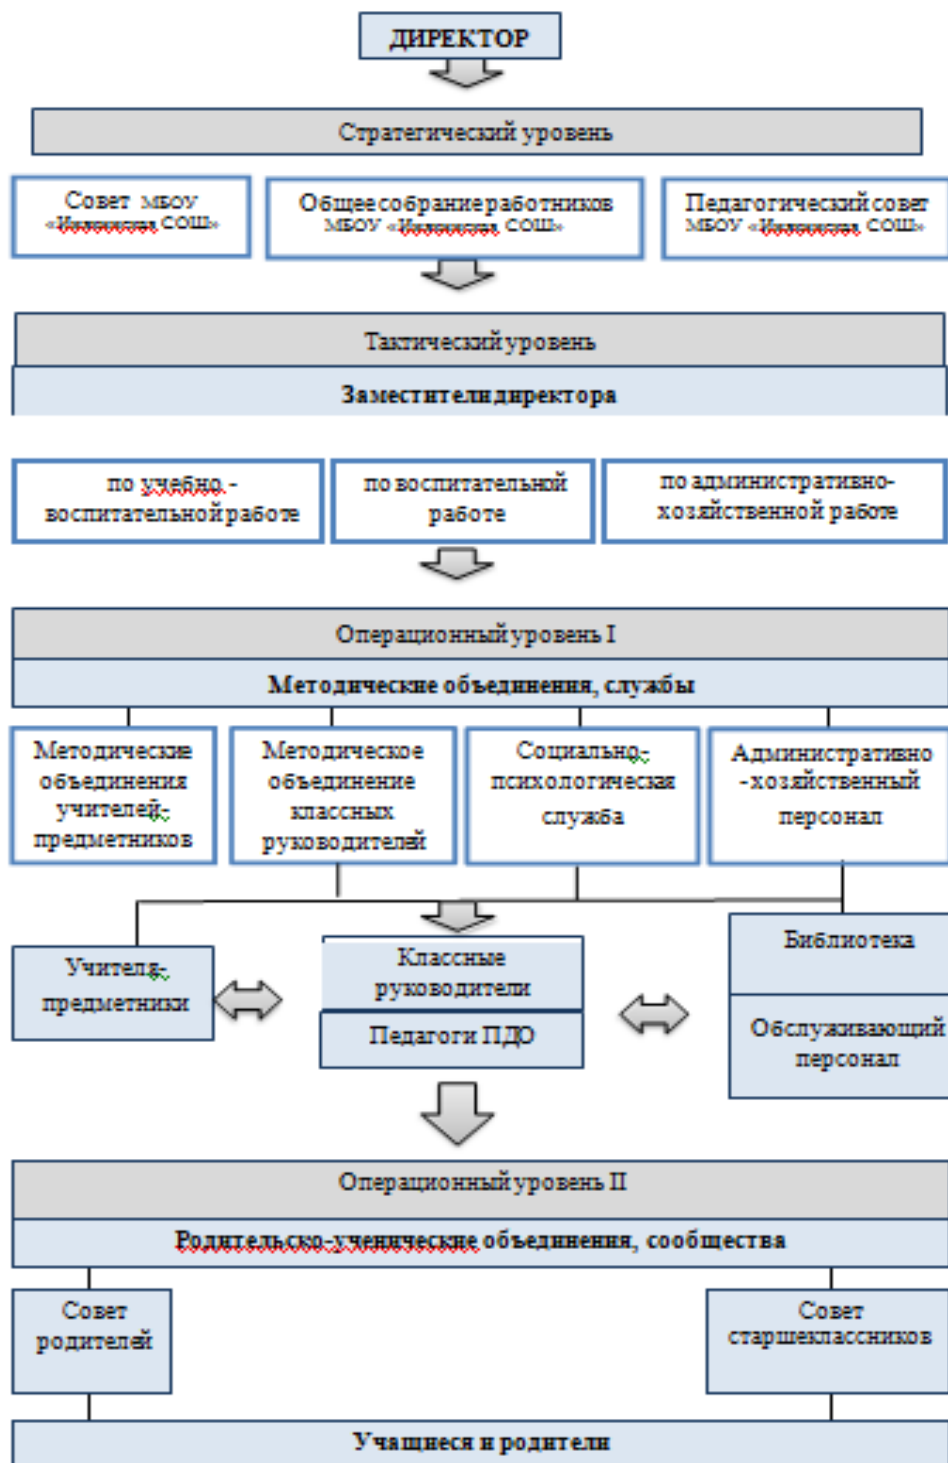 ДИРЕКТОР
Стратегический уровень
Совет МБОУ
СОШ»
Общее собрание работников
МБОУ СОШ»
Педагогический совет
МБОУ СОШ»
Тактический уровень
Заместители директора
по учебно -
воспитательной работе
по воспитательной
работе
по административно-
хозяйственной работе
Операционный уровень I
Методические объединения, службы
Методические
объединения
учителей-
предметников
Методическое
объединение
классных
руководителей
Социально-
психологическая
служба
Административно
-хозяйственный
персонал
Учителя-
предметники
Классные
руководители
Педагоги ПДО
Библиотека
Обслуживающий
персонал
Операционный уровень II
Родительско-ученические объединения, сообщества
Совет
родителей
Совет
старшеклассников
Учащиеся и родители